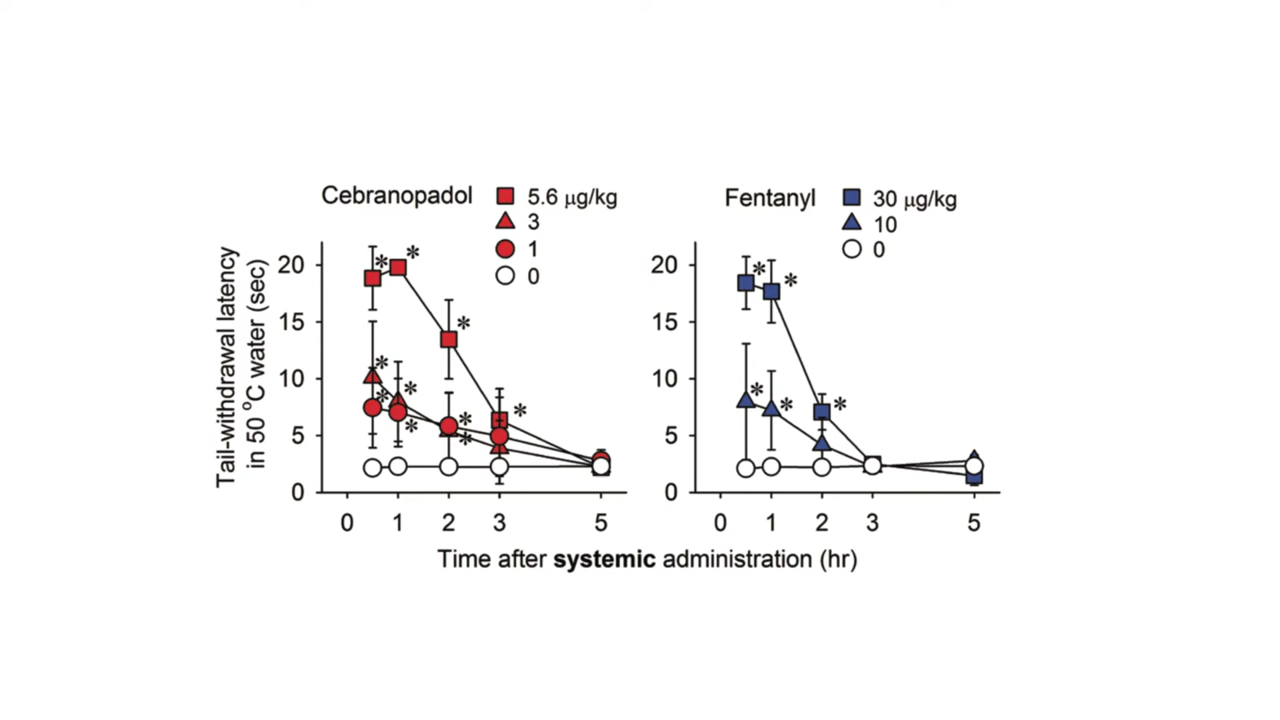 Cebranopadol
5.6 μg/kg
3
1
0
Fentanyl
30 μg/kg
10
0
Tail-withdrawal latency
in 50 °C water (sec)
20
15
10
5
0
* * * * * * * * * *
0 1 2 3 5
20
15
10
5
0
* * * * *
0 1 2 3 5
Time after systemic administration (hr)